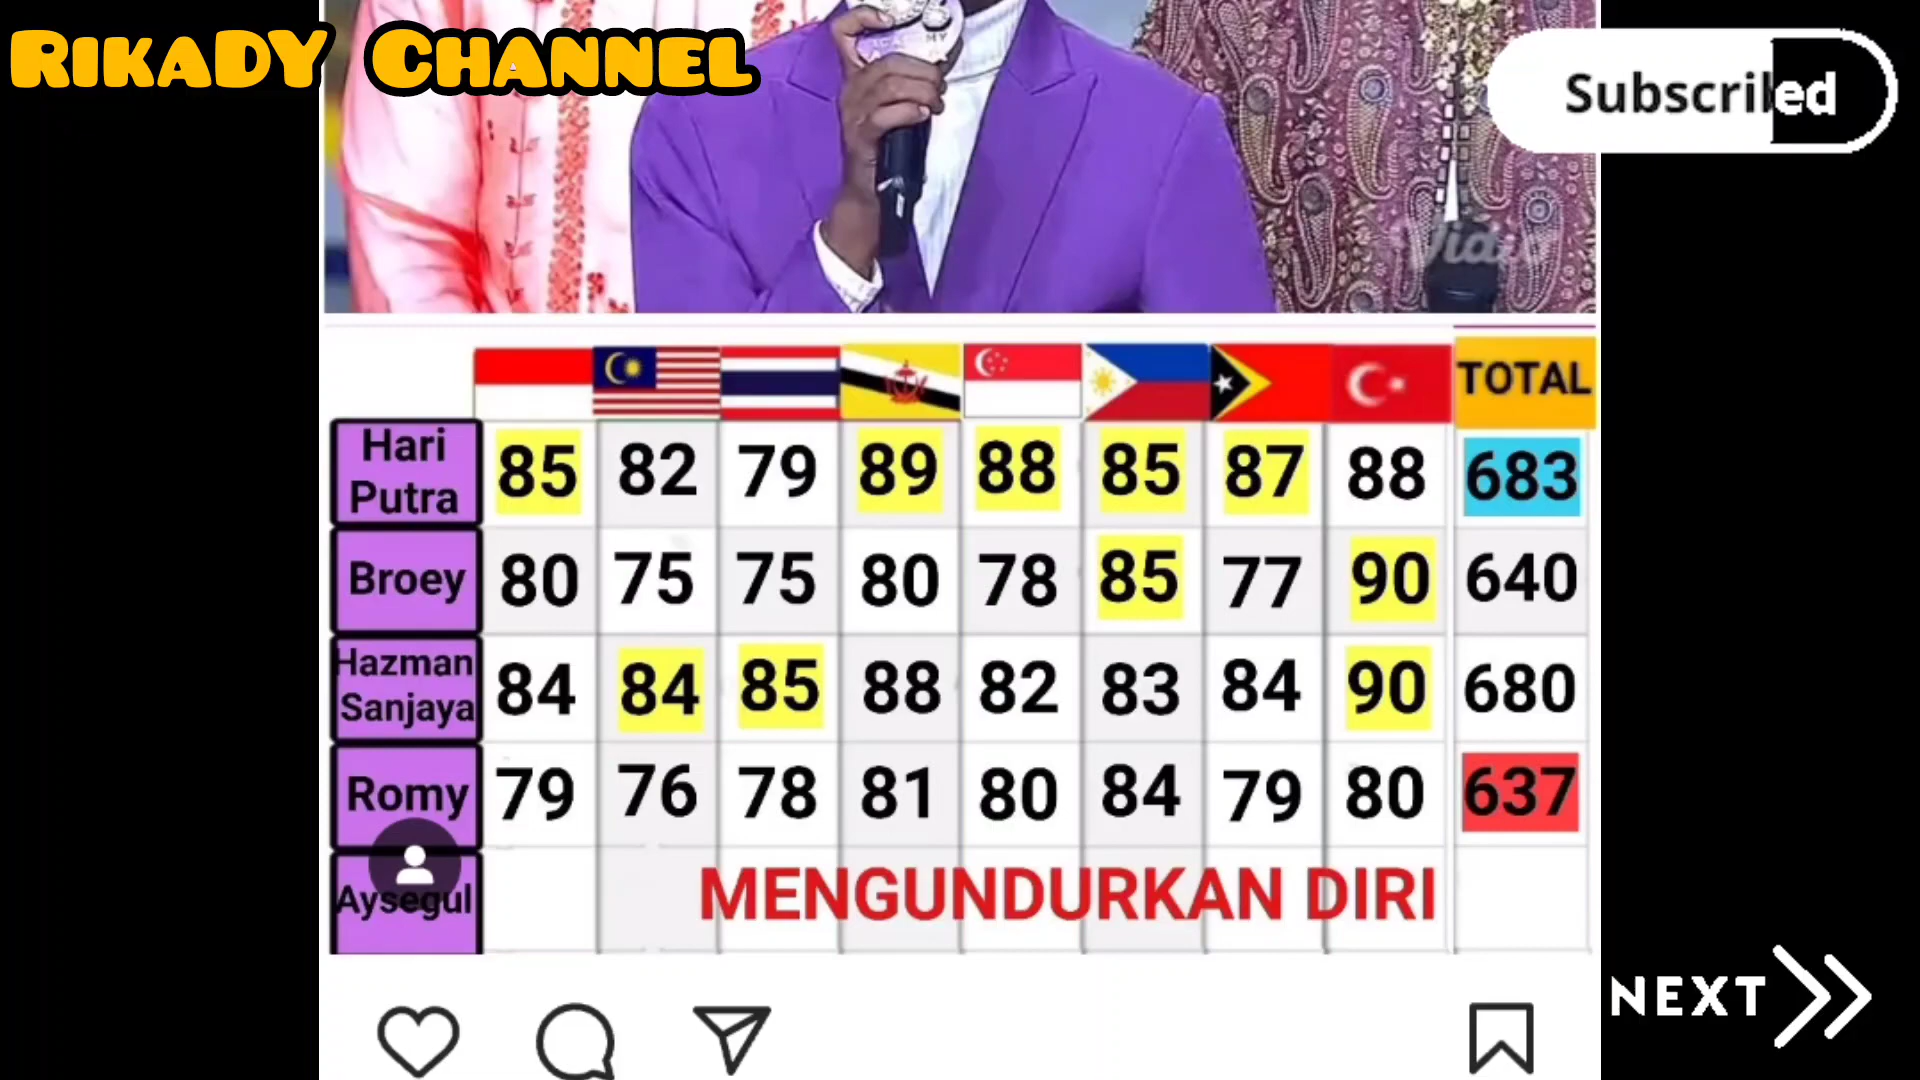 RIKADY CHANNEL
Subscribed
ACADEMY
Vidio
TOTAL
Hari Putra 85 82 79 89 88 85 87 88 683
Broey 80 75 75 80 78 85 77 90 640
Hazman Sanjaya 84 84 85 88 82 83 84 90 680
Romy 79 76 78 81 80 84 79 80 637
Aysegul MENGUNDURKAN DIRI
NEXT